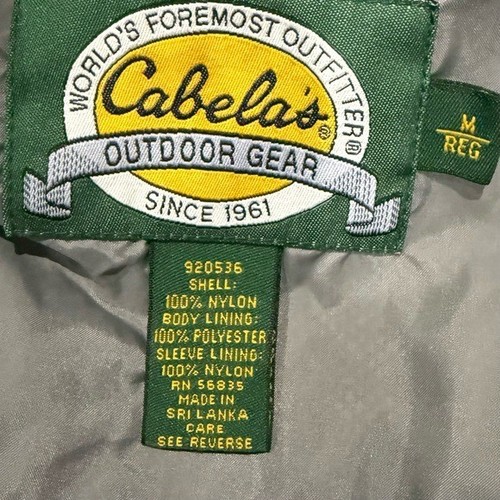 WORLD'S FOREMOST OUTFITTER®
Cabela's®
OUTDOOR GEAR
SINCE 1961
M
REG
920536
SHELL:
100% NYLON
BODY LINING:
100% POLYESTER
SLEEVE LINING:
100% NYLON
RN 56835
MADE IN
SRI LANKA
CARE
SEE REVERSE